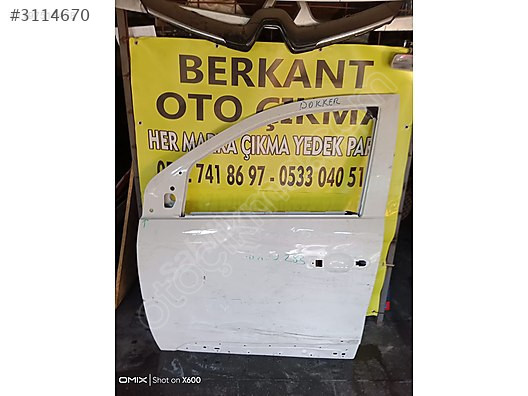 #3114670
BERKANT
OTO ÇIKMA
DOKKER
HER MARKA ÇIKMA YEDEK PAR
741 86 97 - 0533 040 51
OMIX Shot on X600